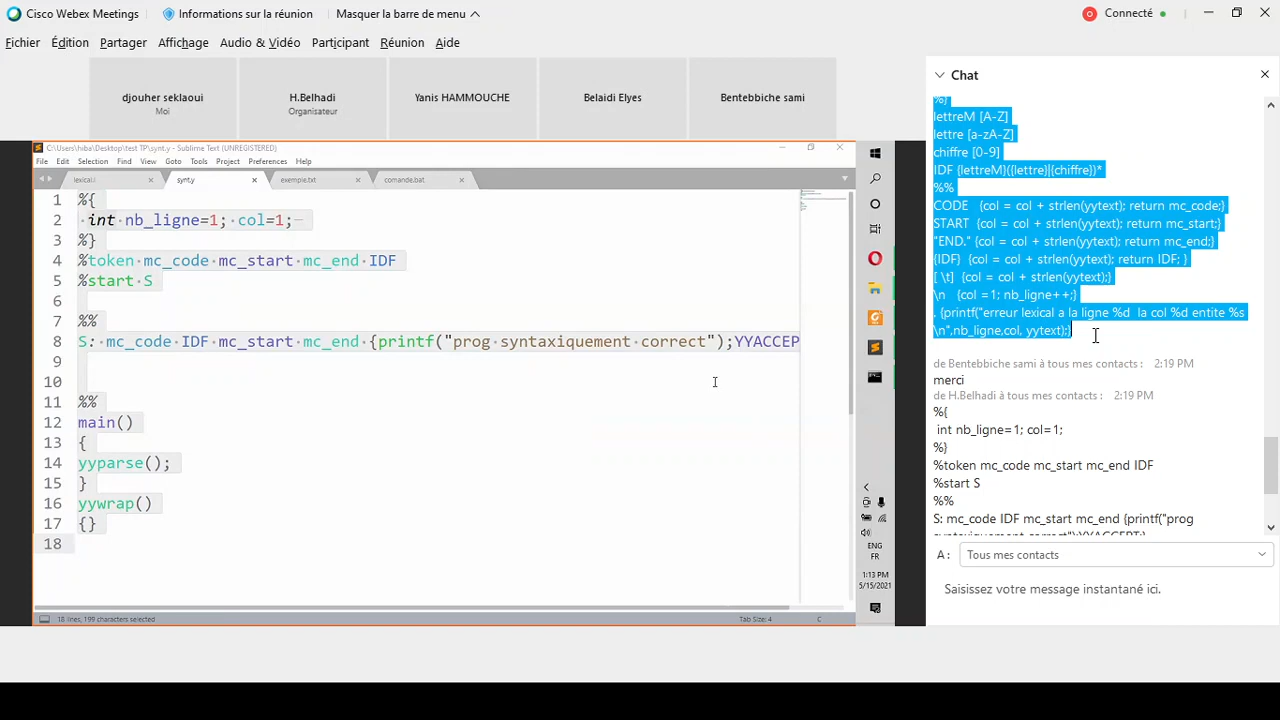 Cisco Webex Meetings
Informations sur la réunion
Masquer la barre de menu
Connecté
Fichier Édition Partager Affichage Audio & Vidéo Participant Réunion Aide
djouher seklaoui
Moi
H.Belhadi
Organisateur
Yanis HAMMOUCHE
Belaidi Elyes
Bentebbiche sami
C:\Users\hiba\Desktop\test TP\synt.y - Sublime Text (UNREGISTERED)
File Edit Selection Find View Goto Tools Project Preferences Help
lexical.l
synt.y
exemple.txt
comande.bat
1 %{
2 int nb_ligne=1; col=1;
3 %}
4 %token mc_code mc_start mc_end IDF
5 %start S
6
7 %%
8 S: mc_code IDF mc_start mc_end {printf("prog syntaxiquement correct");YYACCEP
9
10
11 %%
12 main()
13 {
14 yyparse();
15 }
16 yywrap()
17 {}
18
18 lines, 199 characters selected
Tab Size: 4
C
ENG
FR
1:13 PM
5/15/2021
Chat
%}
lettreM [A-Z]
lettre [a-zA-Z]
chiffre [0-9]
IDF {lettreM}({lettre}|{chiffre})*
%%
CODE {col = col + strlen(yytext); return mc_code;}
START {col = col + strlen(yytext); return mc_start;}
"END." {col = col + strlen(yytext); return mc_end;}
{IDF} {col = col + strlen(yytext); return IDF; }
[ \t] {col = col + strlen(yytext);}
\n {col =1; nb_ligne++;}
. {printf("erreur lexical a la ligne %d la col %d entite %s
\n",nb_ligne,col, yytext);}
de Bentebbiche sami à tous mes contacts : 2:19 PM
merci
de H.Belhadi à tous mes contacts : 2:19 PM
%{
int nb_ligne=1; col=1;
%}
%token mc_code mc_start mc_end IDF
%start S
%%
S: mc_code IDF mc_start mc_end {printf("prog
syntaxiquement correct");YYACCEPT;}
A : Tous mes contacts
Saisissez votre message instantané ici.